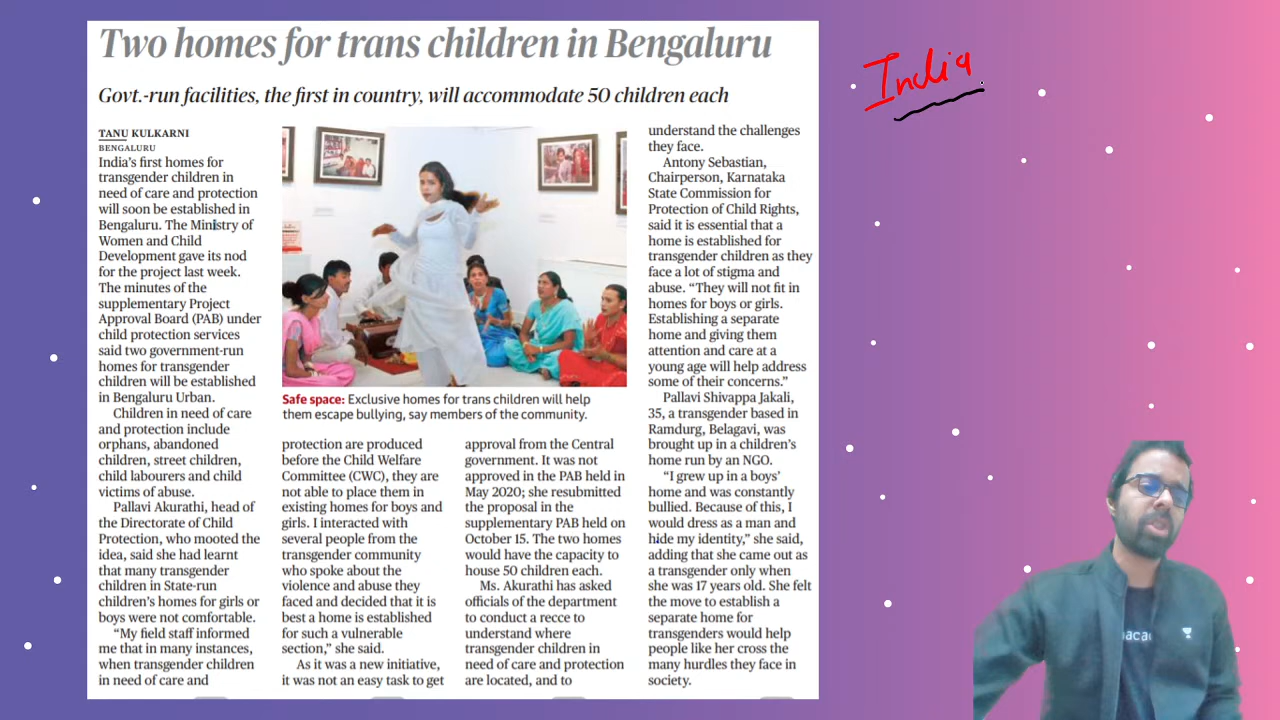 Two homes for trans children in Bengaluru
Govt.-run facilities, the first in country, will accommodate 50 children each
TANU KULKARNI
BENGALURU
India's first homes for
transgender children in
need of care and protection
will soon be established in
Bengaluru. The Ministry of
Women and Child
Development gave its nod
for the project last week.
The minutes of the
supplementary Project
Approval Board (PAB) under
child protection services
said two government-run
homes for transgender
children will be established
in Bengaluru Urban.
Children in need of care
and protection include
orphans, abandoned
children, street children,
child labourers and child
victims of abuse.
Pallavi Akurathi, head of
the Directorate of Child
Protection, who mooted the
idea, said she had learnt
that many transgender
children in State-run
children's homes for girls or
boys were not comfortable.
"My field staff informed
me that in many instances,
when transgender children
in need of care and
Safe space: Exclusive homes for trans children will help
them escape bullying, say members of the community.
protection are produced
before the Child Welfare
Committee (CWC), they are
not able to place them in
existing homes for boys and
girls. I interacted with
several people from the
transgender community
who spoke about the
violence and abuse they
faced and decided that it is
best a home is established
for such a vulnerable
section," she said.
As it was a new initiative,
it was not an easy task to get
approval from the Central
government. It was not
approved in the PAB held in
May 2020; she resubmitted
the proposal in the
supplementary PAB held on
October 15. The two homes
would have the capacity to
house 50 children each.
Ms. Akurathi has asked
officials of the department
to conduct a recce to
understand where
transgender children in
need of care and protection
are located, and to
understand the challenges
they face.
Antony Sebastian,
Chairperson, Karnataka
State Commission for
Protection of Child Rights,
said it is essential that a
home is established for
transgender children as they
face a lot of stigma and
abuse. "They will not fit in
homes for boys or girls.
Establishing a separate
home and giving them
attention and care at a
young age will help address
some of their concerns."
Pallavi Shivappa Jakali,
35, a transgender based in
Ramdurg, Belagavi, was
brought up in a children's
home run by an NGO.
"I grew up in a boys'
home and was constantly
bullied. Because of this, I
would dress as a man and
hide my identity," she said,
adding that she came out as
a transgender only when
she was 17 years old. She felt
the move to establish a
separate home for
transgenders would help
people like her cross the
many hurdles they face in
society.
India